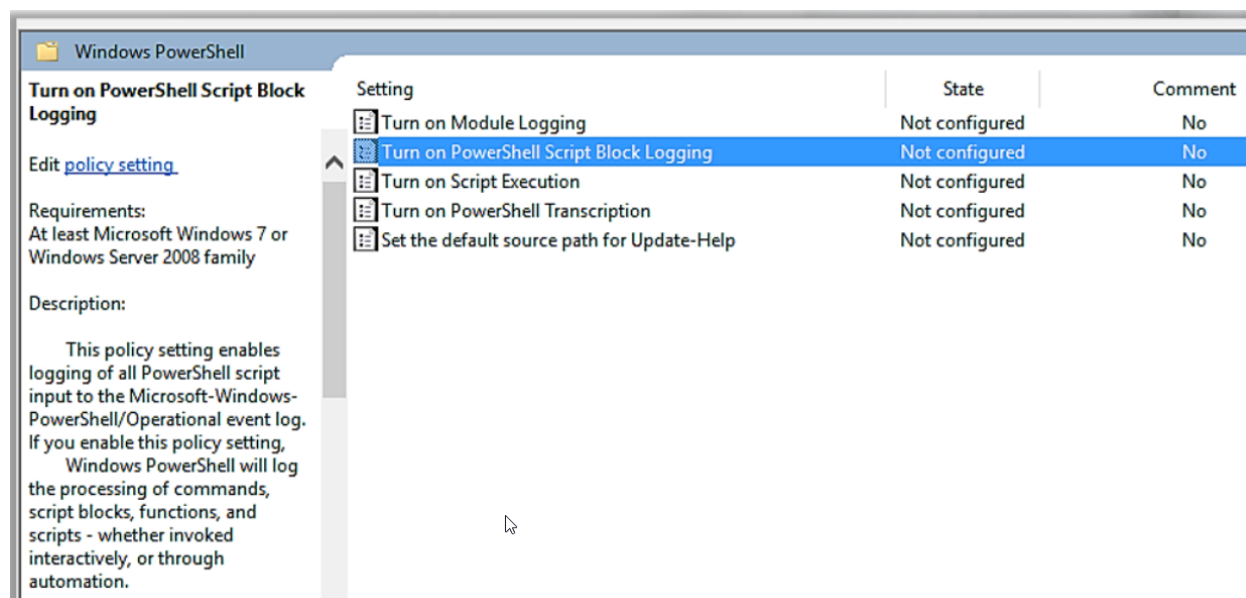 Windows PowerShell
Turn on PowerShell Script Block
Logging
Edit policy setting
Requirements:
At least Microsoft Windows 7 or
Windows Server 2008 family
Description:
This policy setting enables
logging of all PowerShell script
input to the Microsoft-Windows-
PowerShell/Operational event log.
If you enable this policy setting,
Windows PowerShell will log
the processing of commands,
script blocks, functions, and
scripts - whether invoked
interactively, or through
automation.
Setting State Comment
Turn on Module Logging Not configured No
Turn on PowerShell Script Block Logging Not configured No
Turn on Script Execution Not configured No
Turn on PowerShell Transcription Not configured No
Set the default source path for Update-Help Not configured No